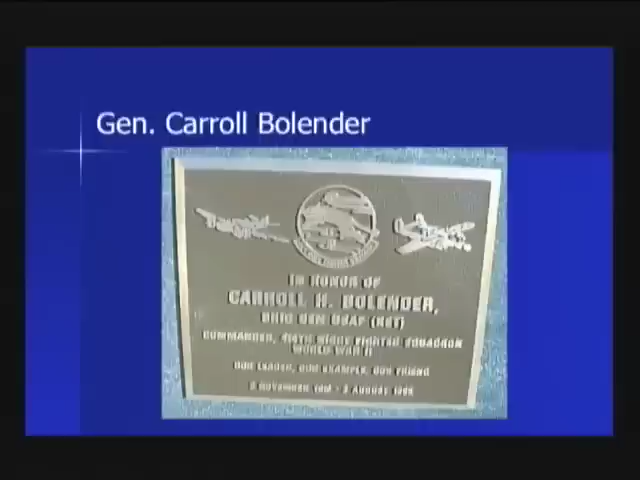 Gen. Carroll Bolender
IN HONOR OF
CARROLL H. BOLENDER,
BRIG GEN USAF (RET)
COMMANDER, NIGHT FIGHTER SQUADRON
WORLD WAR II
OUR LEADER, OUR EXAMPLE, OUR FRIEND
NOVEMBER - AUGUST